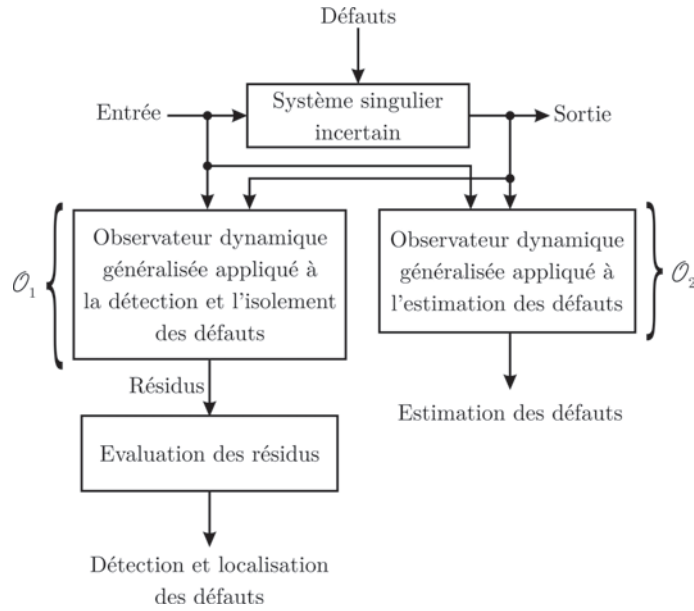 Défauts
Système singulier
incertain
Entrée
Sortie
Observateur dynamique
généralisée appliqué à
la détection et l'isolement
des défauts
𝒪1
Observateur dynamique
généralisée appliqué à
l'estimation des défauts
𝒪2
Résidus
Estimation des défauts
Evaluation des résidus
Détection et localisation
des défauts